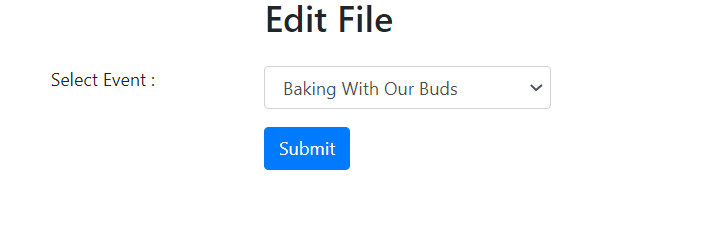 Edit File
Select Event :
Baking With Our Buds
Submit